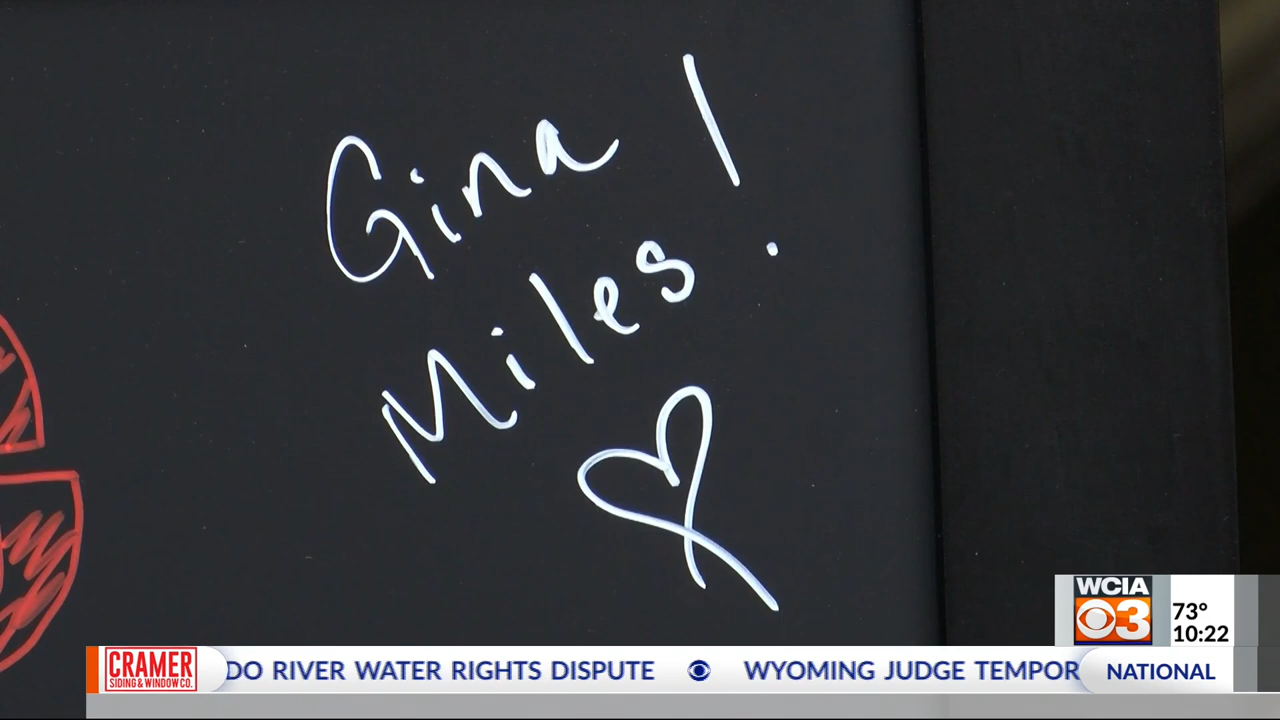 Gina !
Miles
WCIA
3
73°
10:22
CRAMER
SIDING & WINDOW CO.
DO RIVER WATER RIGHTS DISPUTE
WYOMING JUDGE TEMPOR
NATIONAL